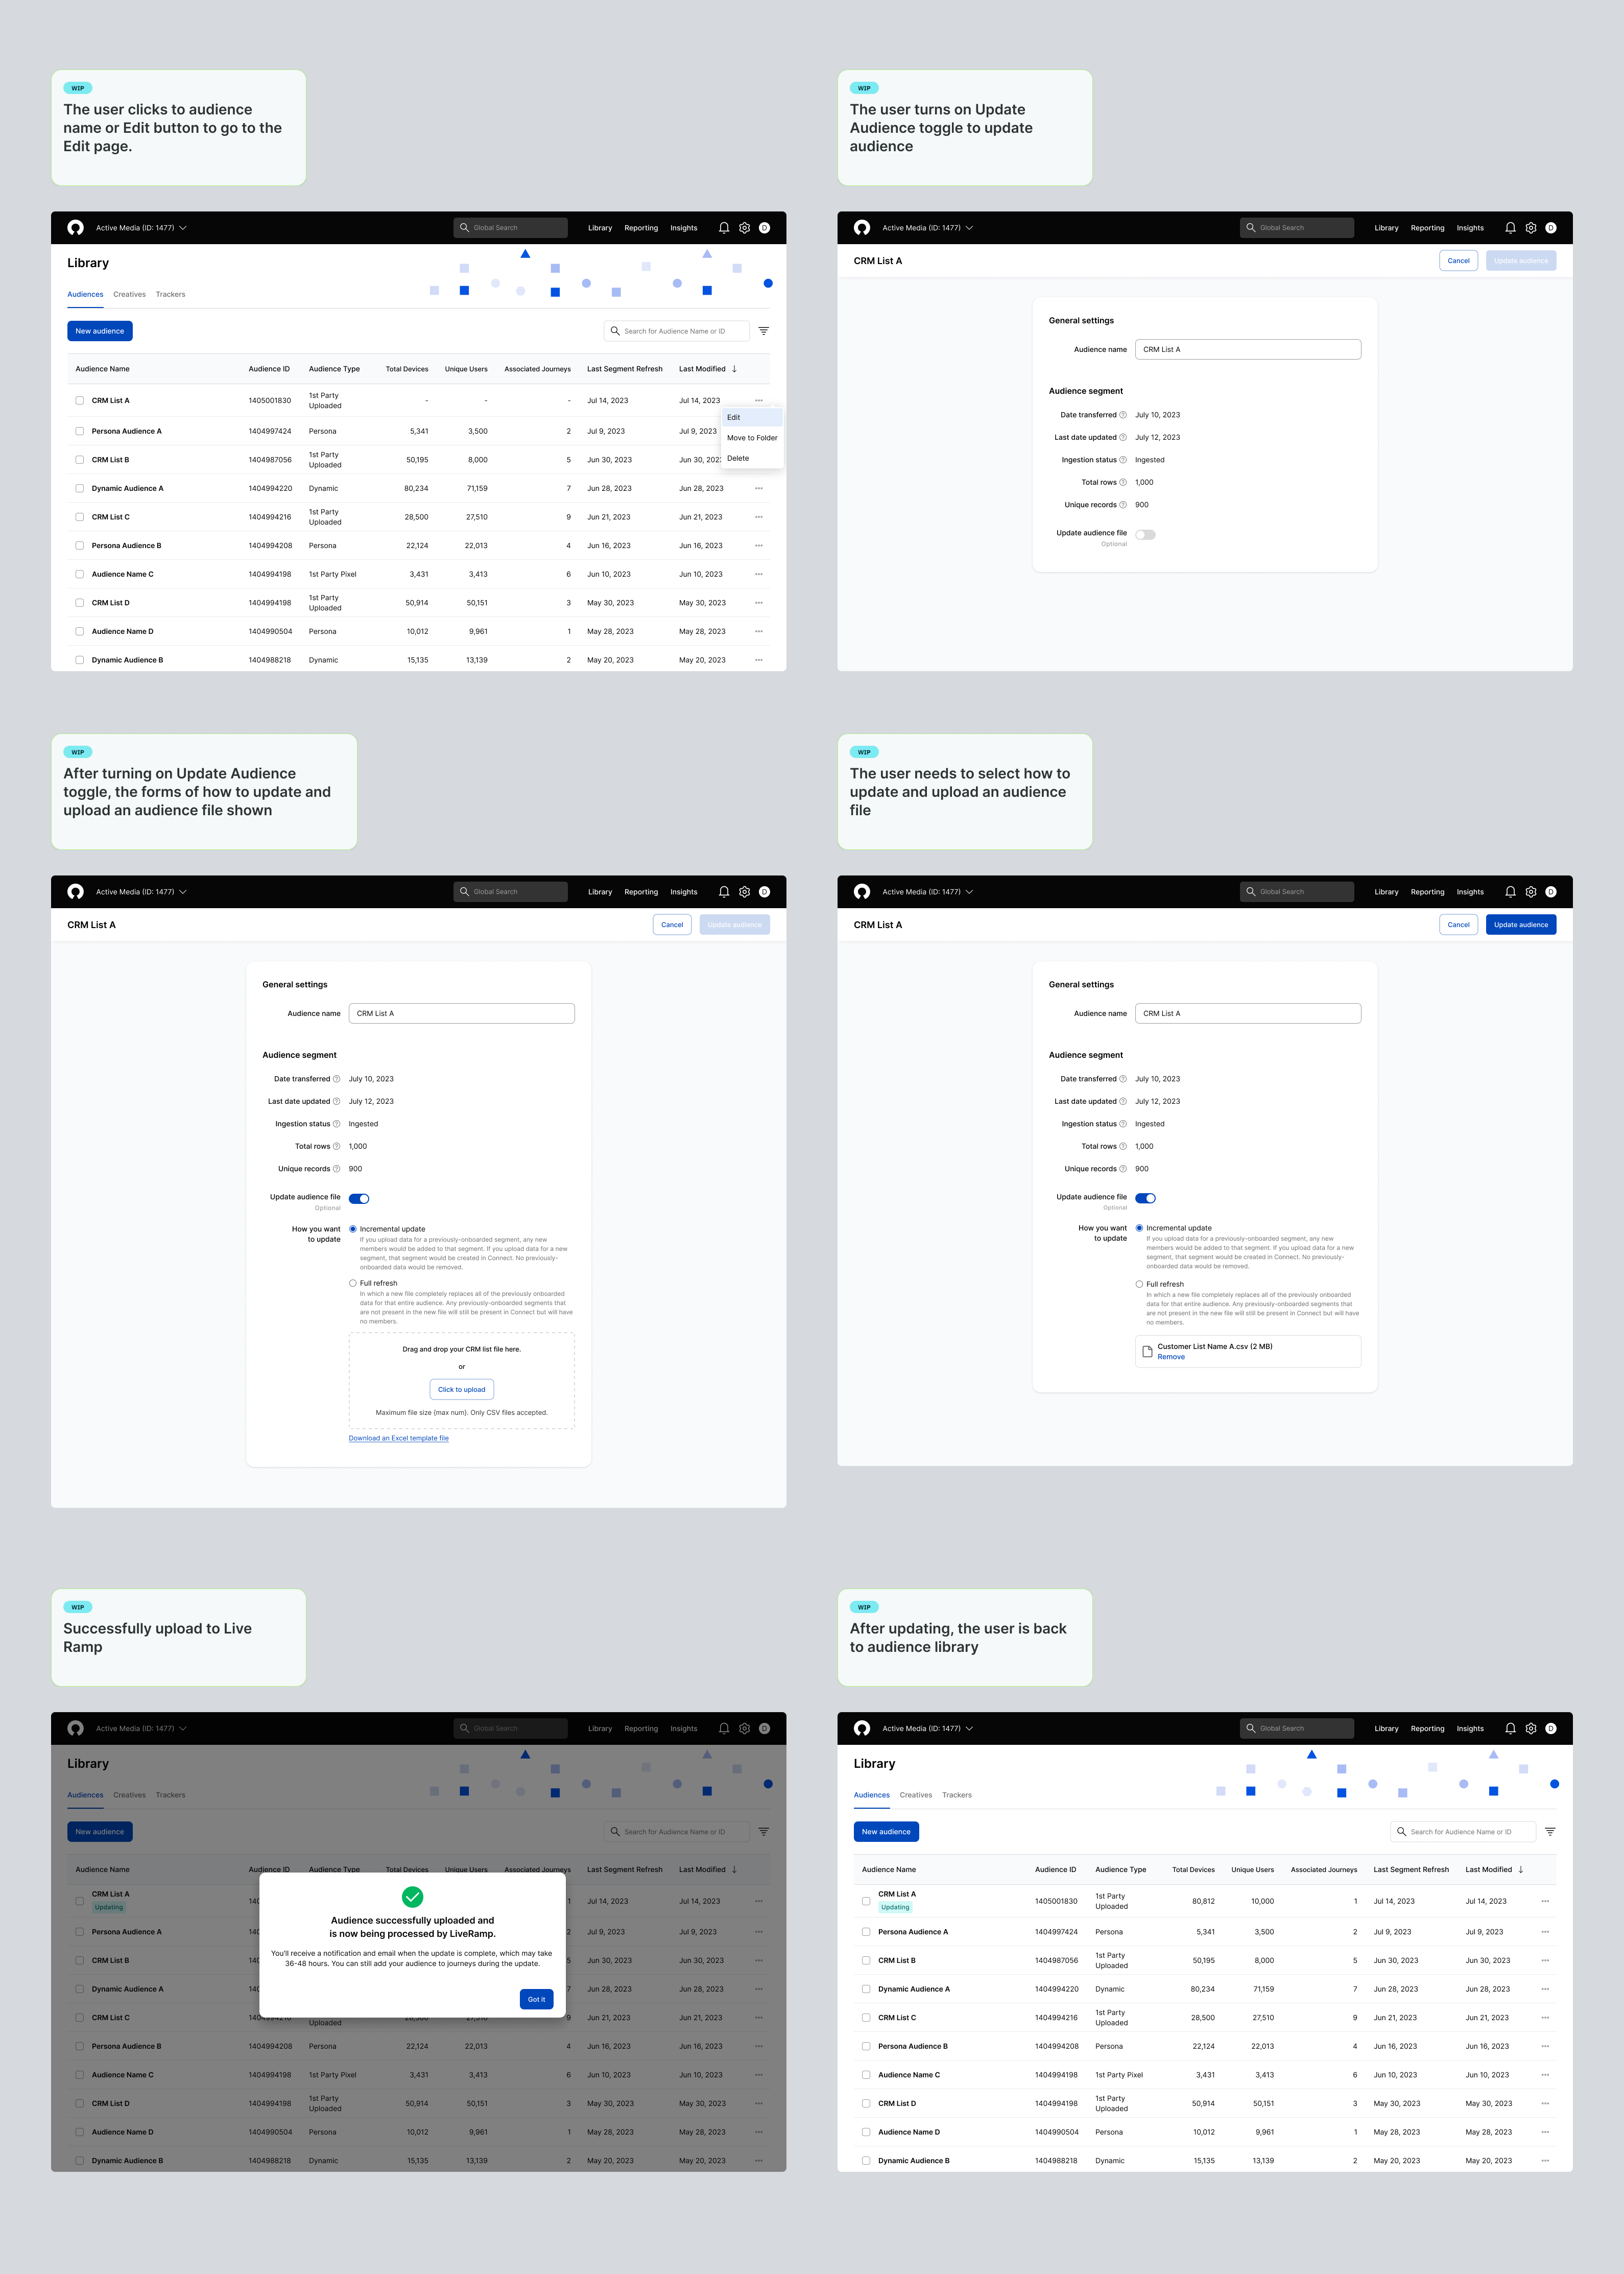 WIP
The user clicks to audience
name or Edit button to go to the
Edit page.
Active Media (ID: 1477)
Global Search
Library Reporting Insights
D
Library
Audiences Creatives Trackers
New audience
Search for Audience Name or ID
Audience Name Audience ID Audience Type Total Devices Unique Users Associated Journeys Last Segment Refresh Last Modified
CRM List A 1405001830 1st Party Uploaded - - - Jul 14, 2023 Jul 14, 2023
Persona Audience A 1404997424 Persona 5,341 3,500 2 Jul 9, 2023 Jul 9, 2023
CRM List B 1404987056 1st Party Uploaded 50,195 8,000 5 Jun 30, 2023 Jun 30, 202
Dynamic Audience A 1404994220 Dynamic 80,234 71,159 7 Jun 28, 2023 Jun 28, 2023
CRM List C 1404994216 1st Party Uploaded 28,500 27,510 9 Jun 21, 2023 Jun 21, 2023
Persona Audience B 1404994208 Persona 22,124 22,013 4 Jun 16, 2023 Jun 16, 2023
Audience Name C 1404994198 1st Party Pixel 3,431 3,413 6 Jun 10, 2023 Jun 10, 2023
CRM List D 1404994198 1st Party Uploaded 50,914 50,151 3 May 30, 2023 May 30, 2023
Audience Name D 1404990504 Persona 10,012 9,961 1 May 28, 2023 May 28, 2023
Dynamic Audience B 1404988218 Dynamic 15,135 13,139 2 May 20, 2023 May 20, 2023
Edit
Move to Folder
Delete
WIP
The user turns on Update
Audience toggle to update
audience
Active Media (ID: 1477)
Global Search
Library Reporting Insights
D
CRM List A
Cancel
Update audience
General settings
Audience name CRM List A
Audience segment
Date transferred July 10, 2023
Last date updated July 12, 2023
Ingestion status Ingested
Total rows 1,000
Unique records 900
Update audience file
Optional
WIP
After turning on Update Audience
toggle, the forms of how to update and
upload an audience file shown
Active Media (ID: 1477)
Global Search
Library Reporting Insights
D
CRM List A
Cancel
Update audience
General settings
Audience name CRM List A
Audience segment
Date transferred July 10, 2023
Last date updated July 12, 2023
Ingestion status Ingested
Total rows 1,000
Unique records 900
Update audience file
Optional
How you want
to update
Incremental update
If you upload data for a previously-onboarded segment, any new
members would be added to that segment. If you upload data for a new
segment, that segment would be created in Connect. No previously-
onboarded data would be removed.
Full refresh
In which a new file completely replaces all of the previously onboarded
data for that entire audience. Any previously-onboarded segments that
are not present in the new file will still be present in Connect but will have
no members.
Drag and drop your CRM list file here.
or
Click to upload
Maximum file size {max num}. Only CSV files accepted.
Download an Excel template file
WIP
The user needs to select how to
update and upload an audience
file
Active Media (ID: 1477)
Global Search
Library Reporting Insights
D
CRM List A
Cancel
Update audience
General settings
Audience name CRM List A
Audience segment
Date transferred July 10, 2023
Last date updated July 12, 2023
Ingestion status Ingested
Total rows 1,000
Unique records 900
Update audience file
Optional
How you want
to update
Incremental update
If you upload data for a previously-onboarded segment, any new
members would be added to that segment. If you upload data for a new
segment, that segment would be created in Connect. No previously-
onboarded data would be removed.
Full refresh
In which a new file completely replaces all of the previously onboarded
data for that entire audience. Any previously-onboarded segments that
are not present in the new file will still be present in Connect but will have
no members.
Customer List Name A.csv (2 MB)
Remove
WIP
Successfully upload to Live
Ramp
Active Media (ID: 1477)
Global Search
Library Reporting Insights
D
Library
Audiences Creatives Trackers
New audience
Search for Audience Name or ID
Audience Name Audience ID Audience Type Total Devices Unique Users Associated Journeys Last Segment Refresh Last Modified
CRM List A 140 1 Jul 14, 2023 Jul 14, 2023
Updating
Persona Audience A 140 2 Jul 9, 2023 Jul 9, 2023
CRM List B 140 5 Jun 30, 2023 Jun 30, 2023
Dynamic Audience A 140 7 Jun 28, 2023 Jun 28, 2023
CRM List C Uploaded 9 Jun 21, 2023 Jun 21, 2023
Persona Audience B 1404994208 Persona 22,124 22,013 4 Jun 16, 2023 Jun 16, 2023
Audience Name C 1404994198 1st Party Pixel 3,431 3,413 6 Jun 10, 2023 Jun 10, 2023
CRM List D 1404994198 1st Party Uploaded 50,914 50,151 3 May 30, 2023 May 30, 2023
Audience Name D 1404990504 Persona 10,012 9,961 1 May 28, 2023 May 28, 2023
Dynamic Audience B 1404988218 Dynamic 15,135 13,139 2 May 20, 2023 May 20, 2023
Audience successfully uploaded and
is now being processed by LiveRamp.
You'll receive a notification and email when the update is complete, which may take
36-48 hours. You can still add your audience to journeys during the update.
Got it
WIP
After updating, the user is back
to audience library
Active Media (ID: 1477)
Global Search
Library Reporting Insights
D
Library
Audiences Creatives Trackers
New audience
Search for Audience Name or ID
Audience Name Audience ID Audience Type Total Devices Unique Users Associated Journeys Last Segment Refresh Last Modified
CRM List A 1405001830 1st Party Uploaded 80,812 10,000 1 Jul 14, 2023 Jul 14, 2023
Updating
Persona Audience A 1404997424 Persona 5,341 3,500 2 Jul 9, 2023 Jul 9, 2023
CRM List B 1404987056 1st Party Uploaded 50,195 8,000 5 Jun 30, 2023 Jun 30, 2023
Dynamic Audience A 1404994220 Dynamic 80,234 71,159 7 Jun 28, 2023 Jun 28, 2023
CRM List C 1404994216 1st Party Uploaded 28,500 27,510 9 Jun 21, 2023 Jun 21, 2023
Persona Audience B 1404994208 Persona 22,124 22,013 4 Jun 16, 2023 Jun 16, 2023
Audience Name C 1404994198 1st Party Pixel 3,431 3,413 6 Jun 10, 2023 Jun 10, 2023
CRM List D 1404994198 1st Party Uploaded 50,914 50,151 3 May 30, 2023 May 30, 2023
Audience Name D 1404990504 Persona 10,012 9,961 1 May 28, 2023 May 28, 2023
Dynamic Audience B 1404988218 Dynamic 15,135 13,139 2 May 20, 2023 May 20, 2023